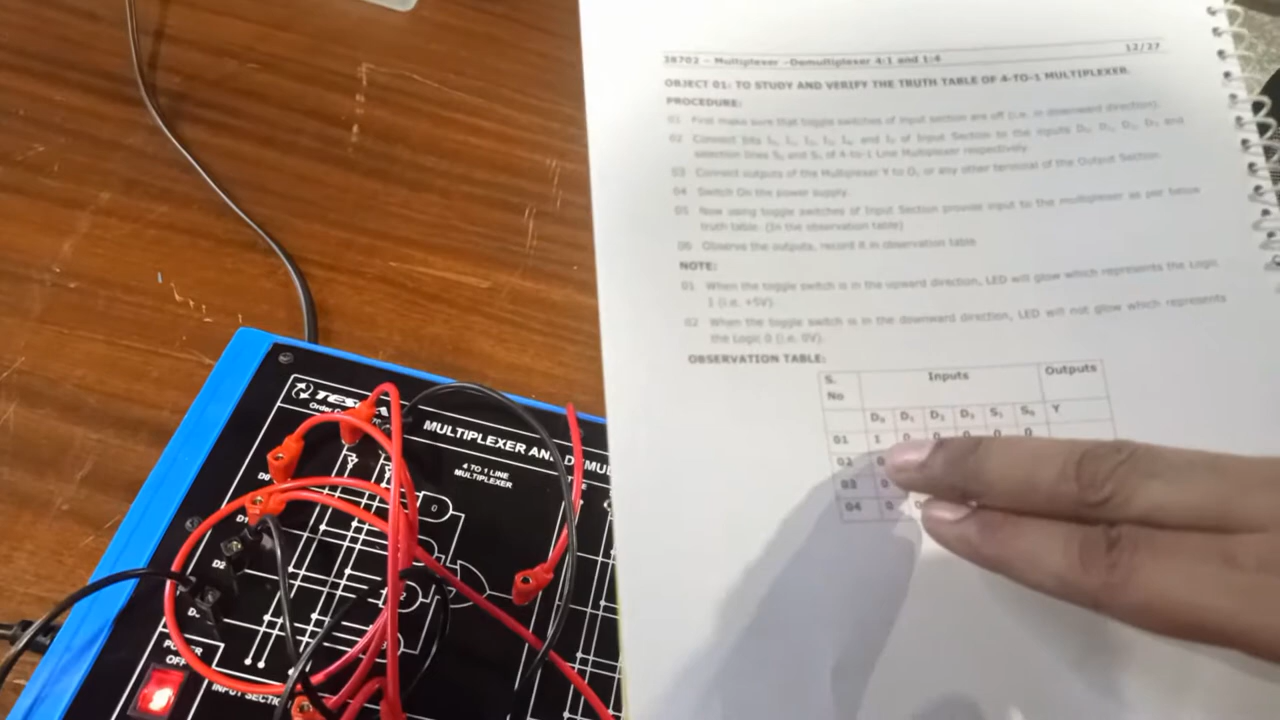 12/27
38702 – Multiplexer –Demultiplexer 4:1 and 1:4
OBJECT 01: TO STUDY AND VERIFY THE TRUTH TABLE OF 4-TO-1 MULTIPLEXER.
PROCEDURE:
01 First make sure that toggle switches of input section are off (i.e. in downward direction).
02 Connect bits I₀, I₁, I₂, I₃, I₄, and I₅ of Input Section to the inputs D₀, D₁, D₂, D₃ and
selection lines S₀ and S₁ of 4-to-1 Line Multiplexer respectively.
03 Connect outputs of the Multiplexer Y to O, or any other terminal of the Output Section.
04 Switch On the power supply.
05 Now using toggle switches of Input Section provide input to the multiplexer as per below
truth table. (In the observation table)
06 Observe the outputs, record it in observation table
NOTE:
01 When the toggle switch is in the upward direction, LED will glow which represents the Logic
1 (i.e. +5V)
02 When the toggle switch is in the downward direction, LED will not glow which represents
the Logic 0 (i.e. 0V).
OBSERVATION TABLE:
S. No Inputs Outputs
D₀ D₁ D₂ D₃ S₁ S₀ Y
01 1 0 0 0 0 0
02 0
03 0
04 0 0
Order
MULTIPLEXER AND DEMUL
4 TO 1 LINE
MULTIPLEXER
D0
D1
D2
0
2
POWER
OFF
INPUT SECTIO